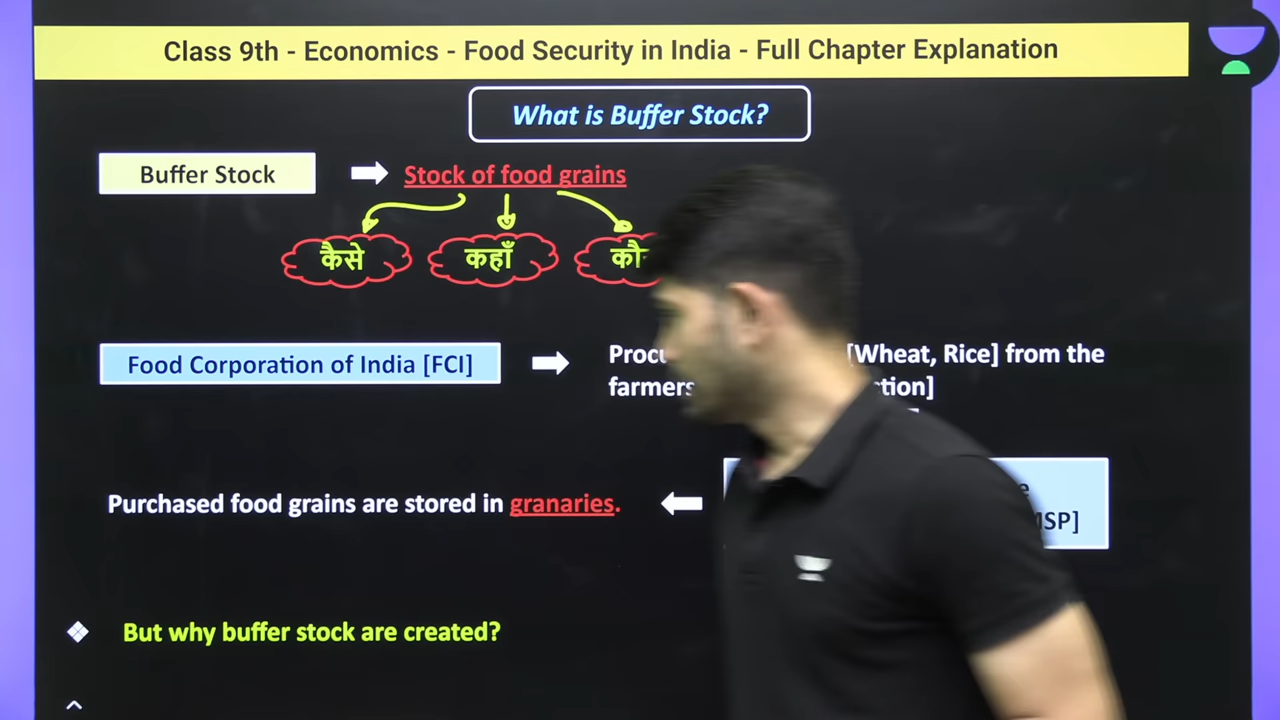 Class 9th - Economics - Food Security in India - Full Chapter Explanation
What is Buffer Stock?
Buffer Stock
Stock of food grains
कैसे कहाँ
Food Corporation of India [FCI]
[Wheat, Rice] from the
farmers
Purchased food grains are stored in granaries.
But why buffer stock are created?